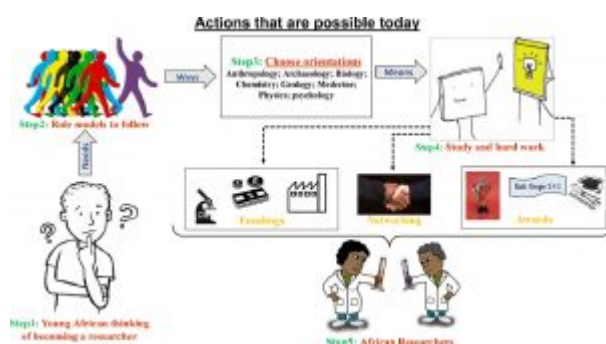 Actions that are possible today
Step3: Choose orientations
Anthropology; Archaeology; Biology;
Chemistry; Geology; Medecine;
Physics; psychology
Ways
Means
Step2: Role models to follow
Needs
Step4: Study and hard work
Fundings
Networking
Awards
Step1: Young African thinking
of becoming a researcher
Step5: African Researchers